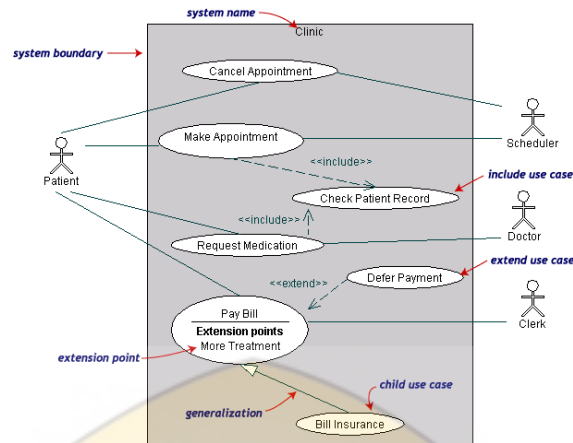 system name
Clinic
system boundary
Cancel Appointment
Make Appointment
Scheduler
<<include>>
Patient
include use case
Check Patient Record
<<include>>
Doctor
Request Medication
extend use case
<<extend>>
Defer Payment
Pay Bill
Clerk
Extension points
More Treatment
extension point
child use case
generalization
Bill Insurance